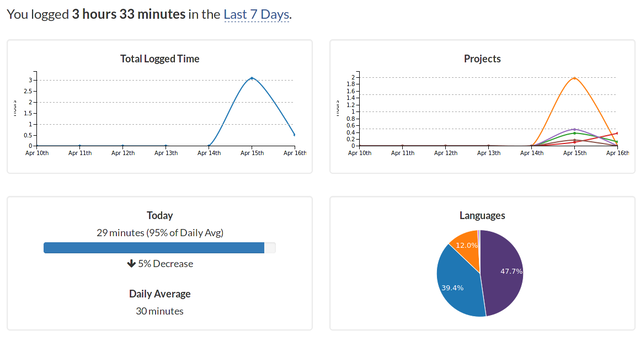 You logged 3 hours 33 minutes in the Last 7 Days.
Total Logged Time
3
2.5
2
1.5
1
0.5
0
Apr 10th Apr 11th Apr 12th Apr 13th Apr 14th Apr 15th Apr 16th
Projects
2
1.8
1.6
1.4
1.2
1
0.8
0.6
0.4
0.2
0
Apr 10th Apr 11th Apr 12th Apr 13th Apr 14th Apr 15th Apr 16th
Today
29 minutes (95% of Daily Avg)
5% Decrease
Daily Average
30 minutes
Languages
12.0%
47.7%
39.4%